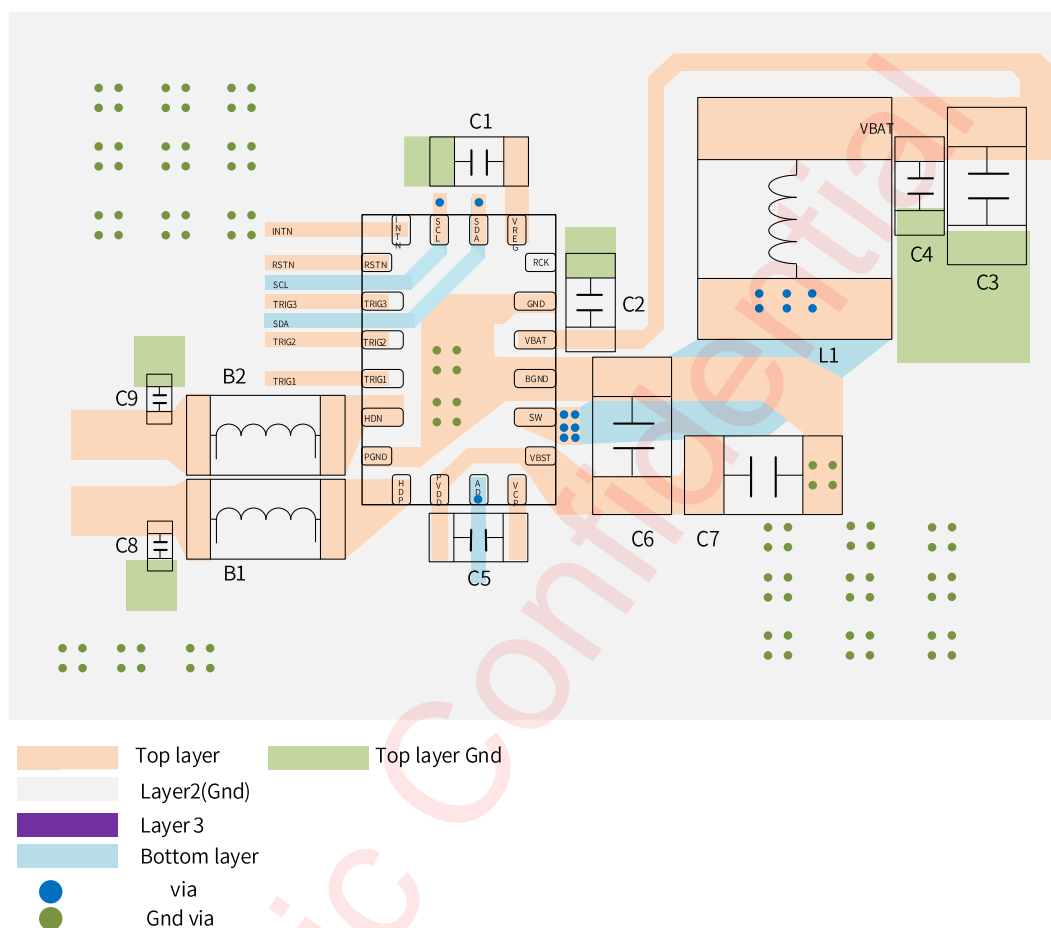 C1
VBAT
INTN
SCL
SDA
VREG
INTN
RSTN
RSTN
RCK
C4
C3
SCL
TRIG3
TRIG3
GND
C2
SDA
TRIG2
TRIG2
VBAT
L1
B2
TRIG1
TRIG1
BGND
C9
HDN
SW
PGND
VBST
HDP
PVDD
AD
VCP
C8
B1
C5
C6
C7
Top layer
Top layer Gnd
Layer2(Gnd)
Layer 3
Bottom layer
via
Gnd via
ic Confidential